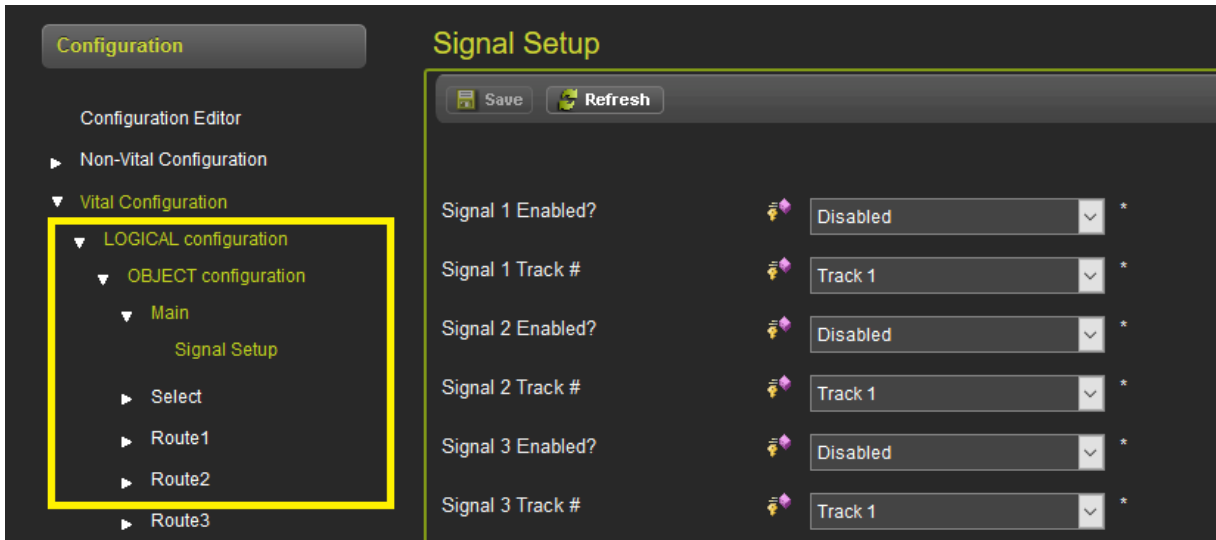 Configuration
Configuration Editor
Non-Vital Configuration
Vital Configuration
LOGICAL configuration
OBJECT configuration
Main
Signal Setup
Select
Route1
Route2
Route3
Signal Setup
Save Refresh
Signal 1 Enabled? Disabled *
Signal 1 Track # Track 1 *
Signal 2 Enabled? Disabled *
Signal 2 Track # Track 1 *
Signal 3 Enabled? Disabled *
Signal 3 Track # Track 1 *